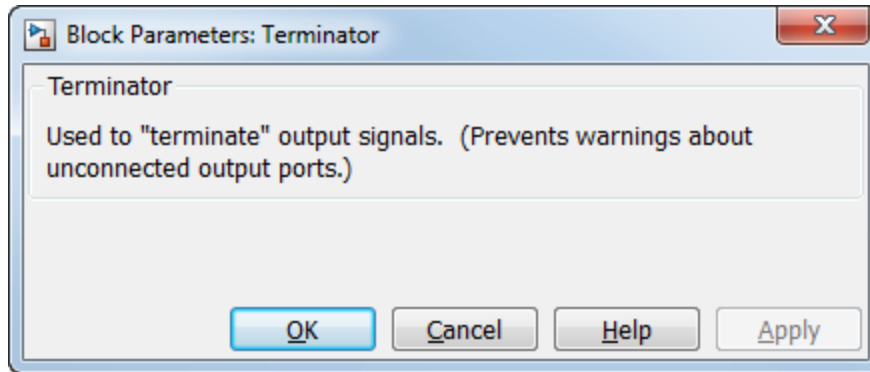 Block Parameters: Terminator
Terminator
Used to "terminate" output signals.  (Prevents warnings about
unconnected output ports.)
OK Cancel Help Apply